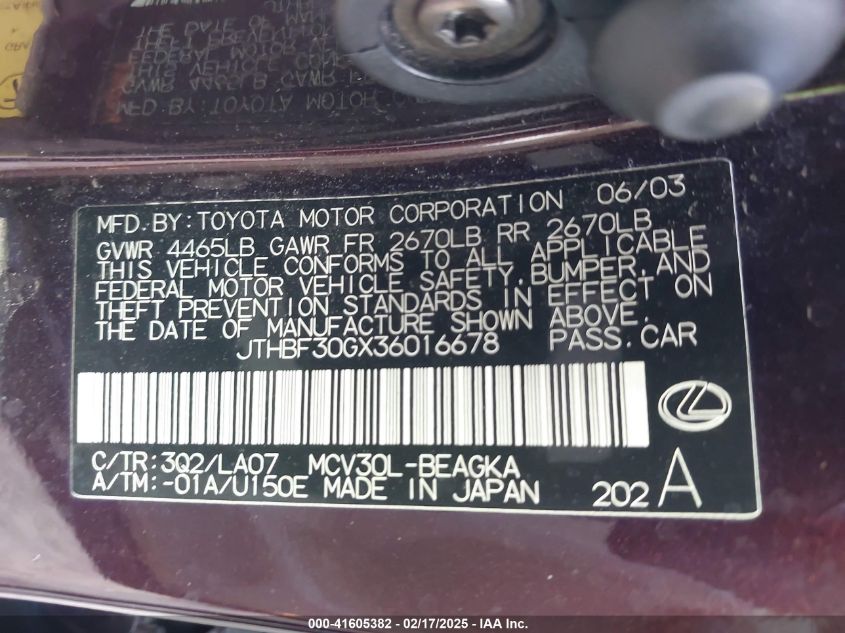 MFD. BY: TOYOTA MOTOR CORPORATION 06/03
GVWR 4465LB GAWR FR 2670LB RR 2670LB
THIS VEHICLE CONFORMS TO ALL APPLICABLE
FEDERAL MOTOR VEHICLE SAFETY, BUMPER, AND
THEFT PREVENTION STANDARDS IN EFFECT ON
THE DATE OF MANUFACTURE SHOWN ABOVE.
JTHBF30GX36016678 PASS. CAR
C/TR: 3Q2/LA07 MCV30L-BEAGKA
A/TM: -01A/U150E MADE IN JAPAN 202 A
000-41605382 - 02/17/2025 - IAAI.com